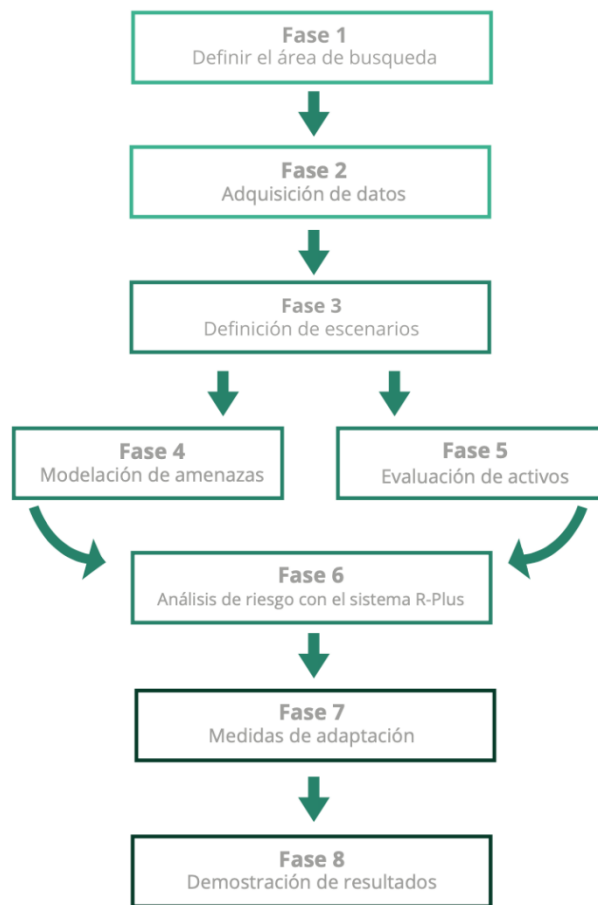 Fase 1
Definir el área de busqueda
Fase 2
Adquisición de datos
Fase 3
Definición de escenarios
Fase 4
Modelación de amenazas
Fase 5
Evaluación de activos
Fase 6
Análisis de riesgo con el sistema R-Plus
Fase 7
Medidas de adaptación
Fase 8
Demostración de resultados